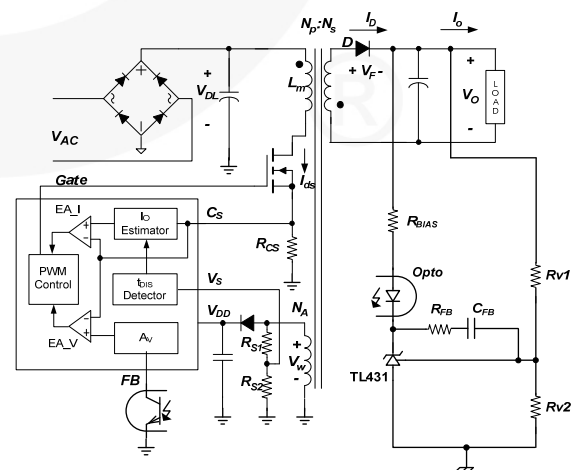 Np:Ns
ID
Io
D
+
VDL
-
Lm
+ VF -
+
VO
-
LOAD
VAC
Gate
Ids
EA_I
IO
Estimator
CS
RCS
RBIAS
PWM
Control
tDIS
Detector
VS
Opto
Rv1
VDD
NA
RFB
CFB
EA_V
AV
RS1
+
Vw
-
RS2
TL431
FB
Rv2